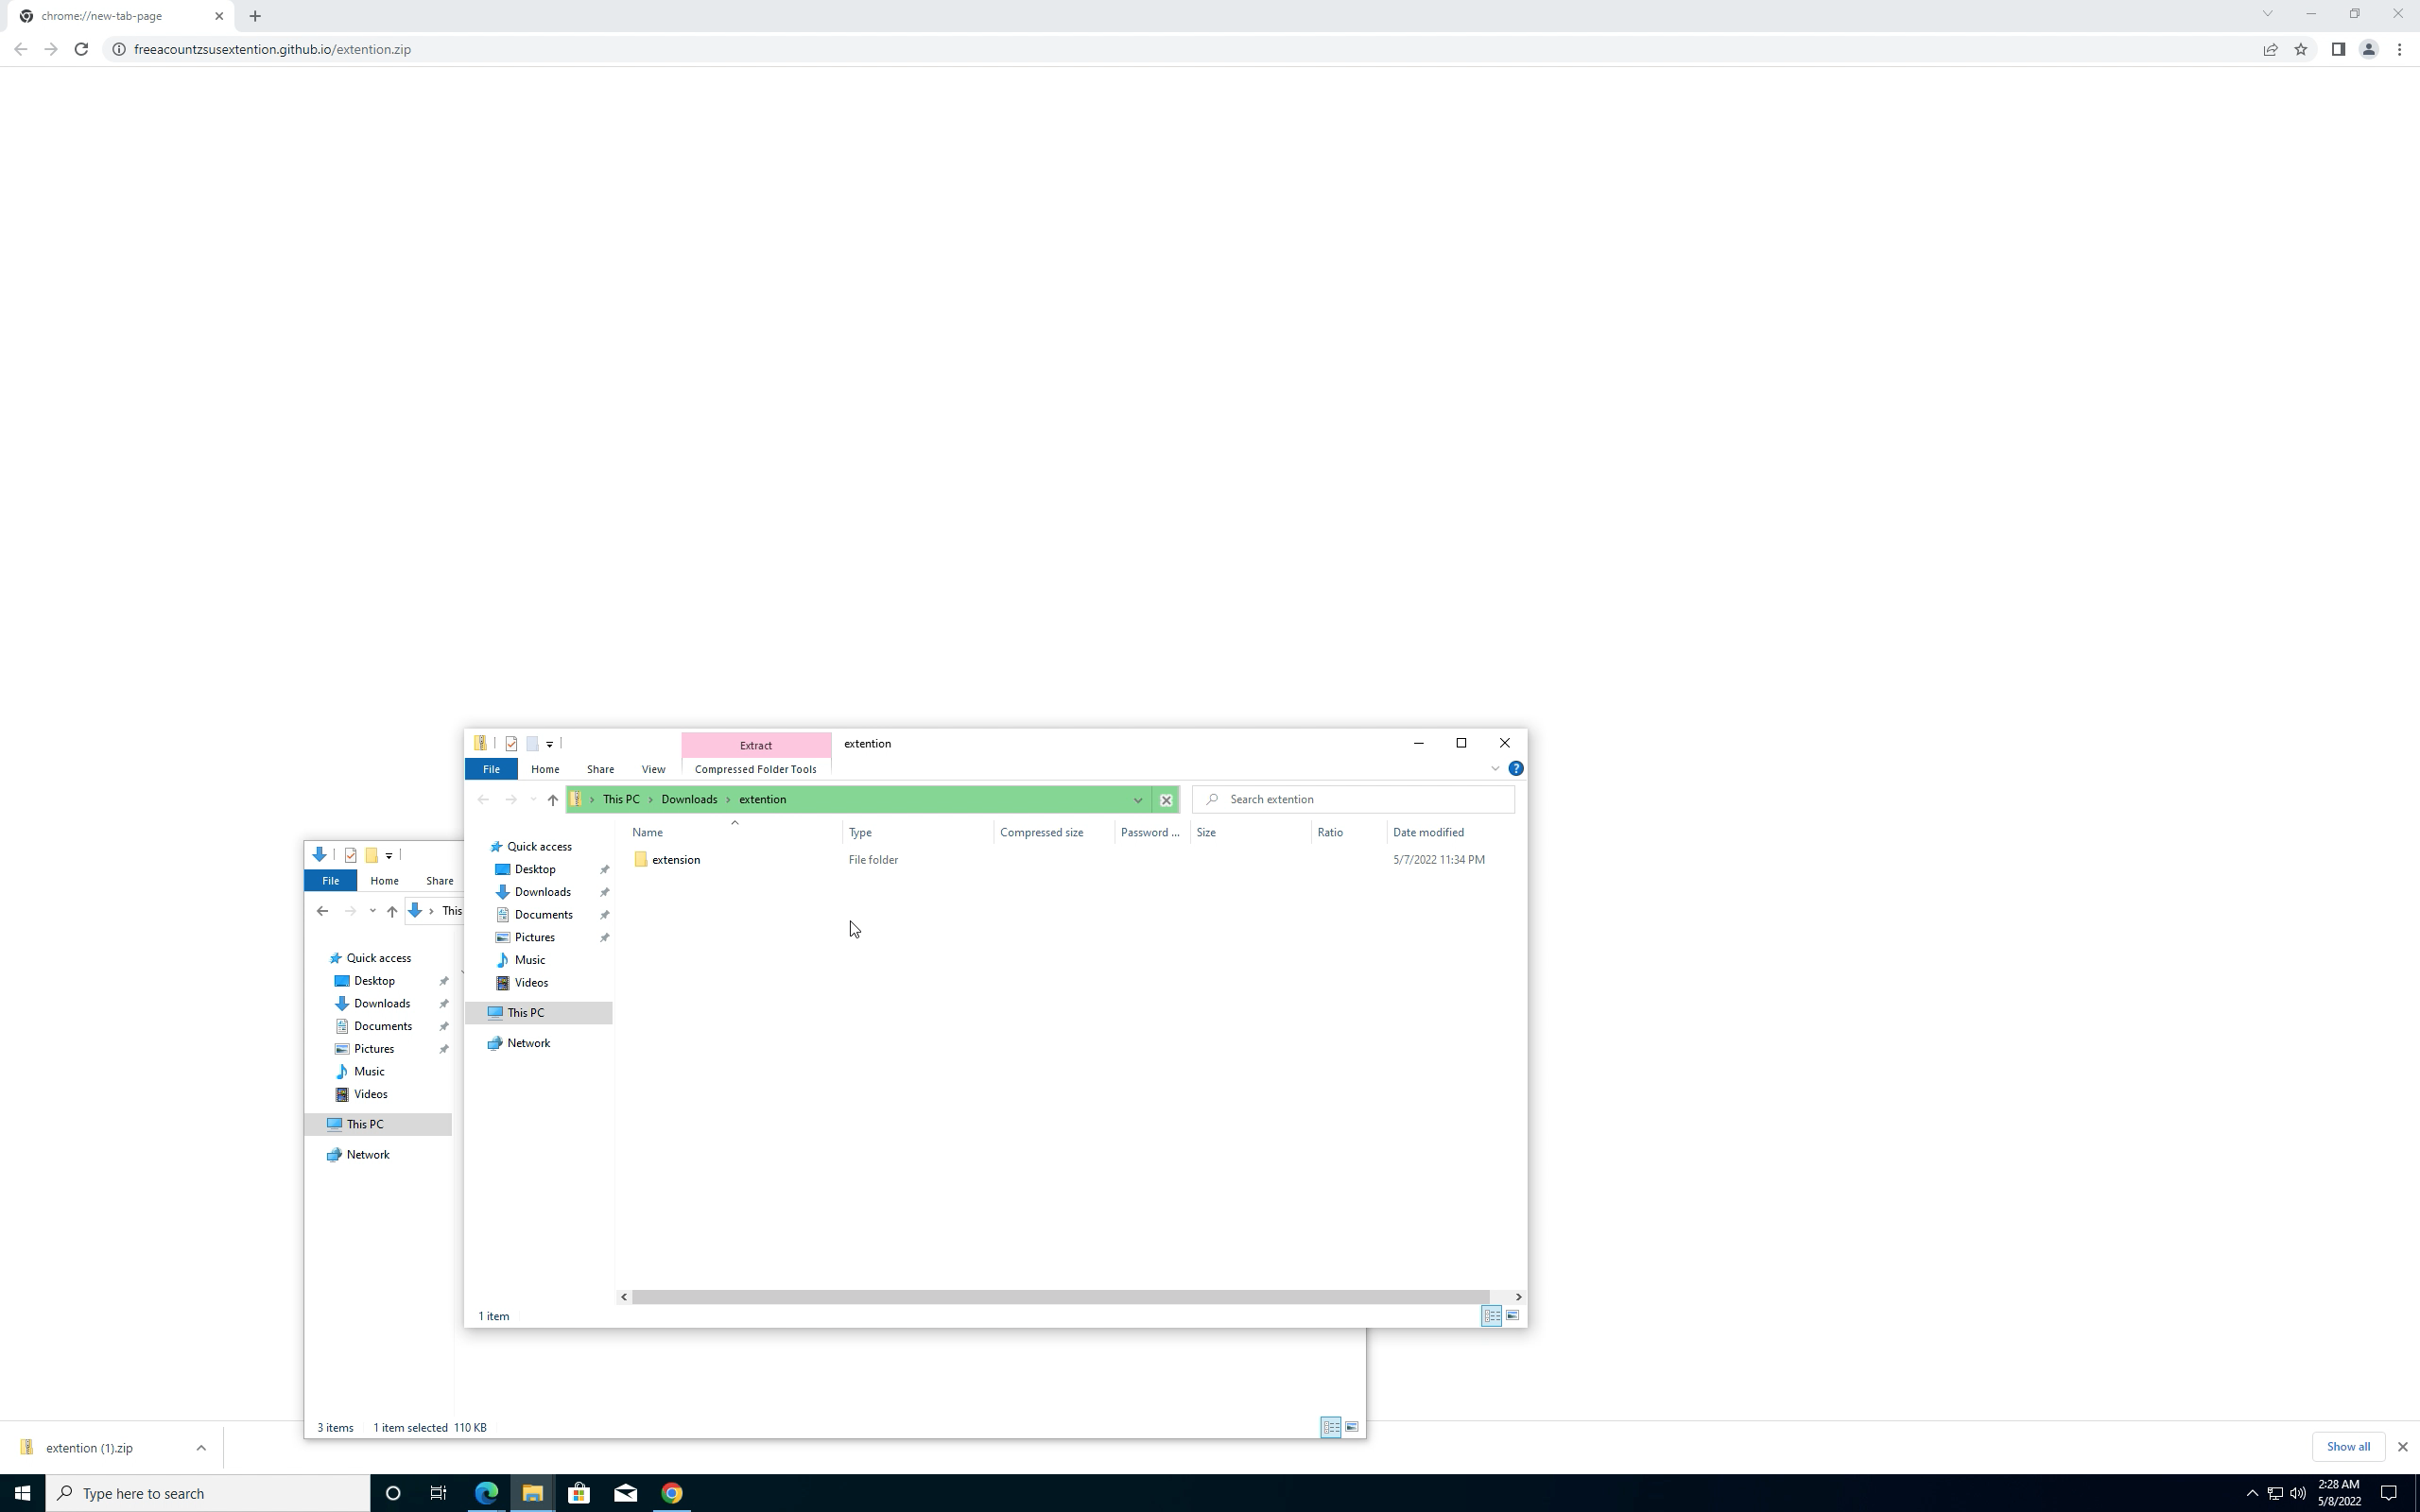 chrome://new-tab-page
freeacountzsusextention.github.io/extention.zip
Extract
extention
File
Home
Share
View
Compressed Folder Tools
This PC
Downloads
extention
Search extention
Name
Type
Compressed size
Password ...
Size
Ratio
Date modified
extension
File folder
5/7/2022 11:34 PM
Quick access
Desktop
Downloads
Documents
Pictures
Music
Videos
This PC
Network
1 item
File
Home
Share
This
Quick access
Desktop
Downloads
Documents
Pictures
Music
Videos
This PC
Network
3 items
1 item selected 110 KB
extention (1).zip
Show all
Type here to search
2:28 AM
5/8/2022